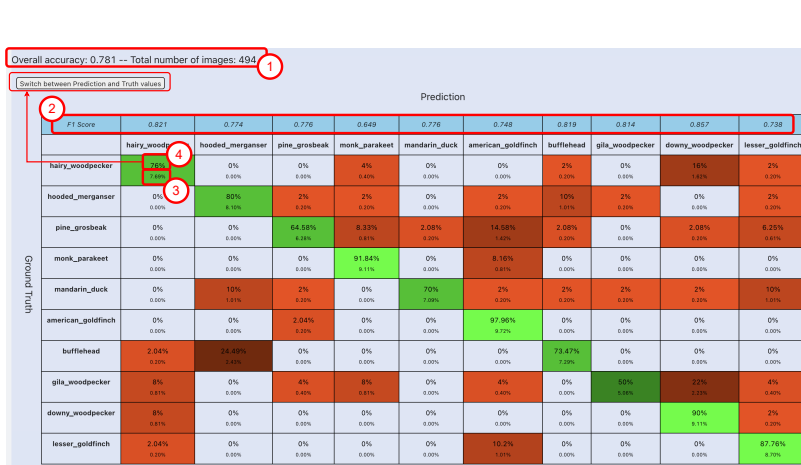 Overall accuracy: 0.781 -- Total number of images: 494
1
Switch between Prediction and Truth values
Prediction
2
F1 Score 0.821 0.774 0.776 0.649 0.776 0.748 0.819 0.814 0.857 0.738
hooded_merganser pine_grosbeak monk_parakeet mandarin_duck american_goldfinch bufflehead gila_woodpecker downy_woodpecker lesser_goldfinch
4
hairy_woodpecker 76% 0% 0% 4% 0% 0% 2% 0% 16% 2%
7.69% 0.00% 0.00% 0.40% 0.00% 0.00% 0.20% 0.00% 1.62% 0.20%
3
hooded_merganser 0% 80% 2% 2% 0% 2% 10% 2% 0% 2%
0.00% 8.10% 0.20% 0.20% 0.00% 0.20% 1.01% 0.20% 0.00% 0.20%
pine_grosbeak 0% 0% 64.58% 8.33% 2.08% 14.58% 2.08% 0% 2.08% 6.25%
0.00% 0.00% 6.28% 0.81% 0.20% 1.42% 0.20% 0.00% 0.20% 0.61%
monk_parakeet 0% 0% 0% 91.84% 0% 8.16% 0% 0% 0% 0%
0.00% 0.00% 0.00% 9.11% 0.00% 0.81% 0.00% 0.00% 0.00% 0.00%
Ground Truth
mandarin_duck 0% 10% 2% 0% 70% 2% 2% 2% 2% 10%
0.00% 1.01% 0.20% 0.00% 7.09% 0.20% 0.20% 0.20% 0.20% 1.01%
american_goldfinch 0% 0% 2.04% 0% 0% 97.96% 0% 0% 0% 0%
0.00% 0.00% 0.20% 0.00% 0.00% 9.72% 0.00% 0.00% 0.00% 0.00%
bufflehead 2.04% 24.49% 0% 0% 0% 0% 73.47% 0% 0% 0%
0.20% 2.43% 0.00% 0.00% 0.00% 0.00% 7.29% 0.00% 0.00% 0.00%
gila_woodpecker 8% 0% 4% 8% 0% 4% 0% 50% 22% 4%
0.81% 0.00% 0.40% 0.81% 0.00% 0.40% 0.00% 5.06% 2.23% 0.40%
downy_woodpecker 8% 0% 0% 0% 0% 0% 0% 0% 90% 2%
0.81% 0.00% 0.00% 0.00% 0.00% 0.00% 0.00% 0.00% 9.11% 0.20%
lesser_goldfinch 2.04% 0% 0% 0% 0% 10.2% 0% 0% 0% 87.76%
0.20% 0.00% 0.00% 0.00% 0.00% 1.01% 0.00% 0.00% 0.00% 8.70%